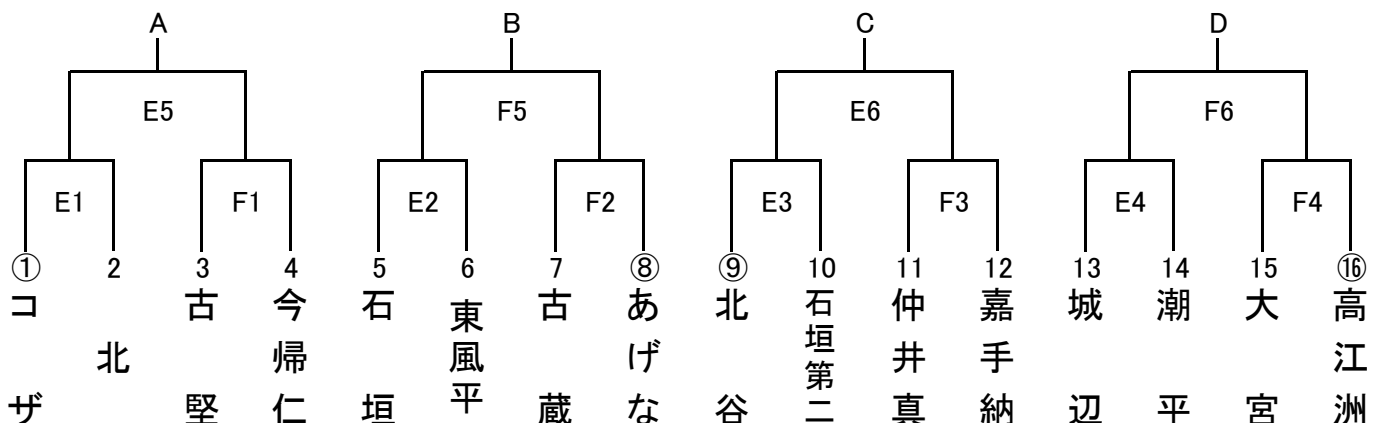 A B C D
E5 F5 E6 F6
E1 F1 E2 F2 E3 F3 E4 F4
① 2 3 4 5 6 7 ⑧ ⑨ 10 11 12 13 14 15 ⑯
コザ
北
古堅
今帰仁
石垣
東風平
古蔵
あげな
北谷
石垣第二
仲井真
嘉手納
城辺
潮平
大宮
高江洲